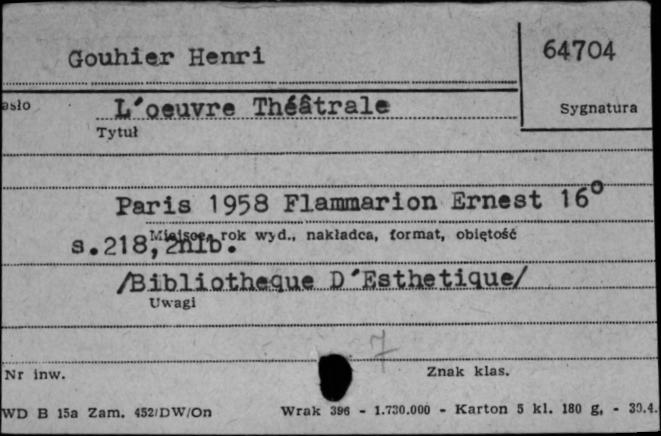 Gouhier Henri
64704
asło
L'oeuvre Théâtrale
Sygnatura
Tytuł
Paris 1958 Flammarion Ernest 16°
Miejsce, rok wyd., nakładca, format, objętość
s.218, 2nlb.
/Bibliotheque D'Esthetique/
Uwagi
7
Nr inw.
Znak klas.
WD B 15a Zam. 452/DW/On
Wrak 396 - 1.730.000 - Karton 5 kl. 180 g. - 30.4.